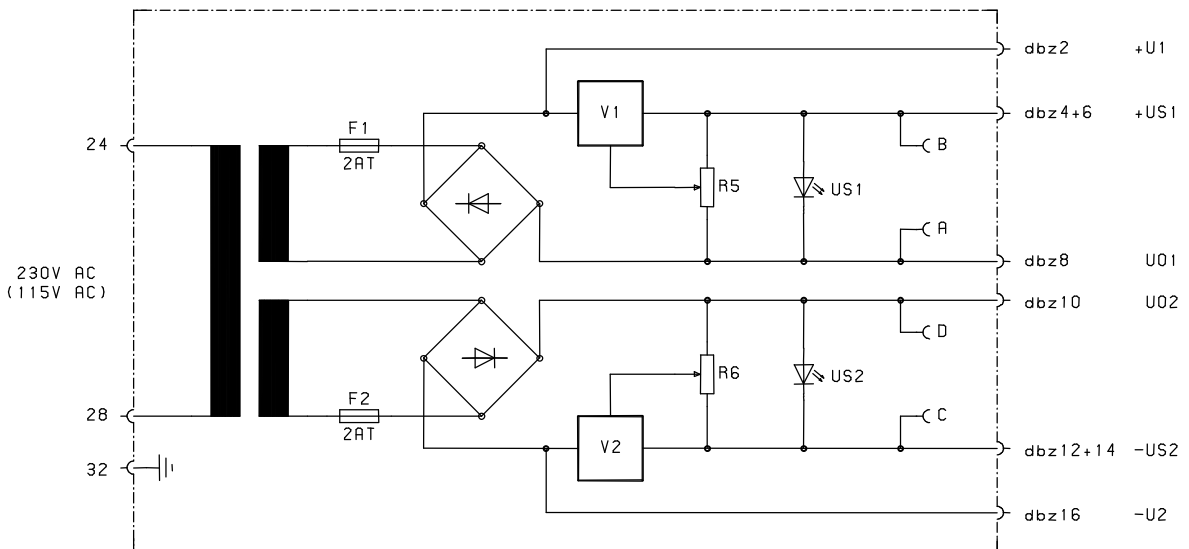 dbz2 +U1
V1
dbz4+6 +US1
F1
24
B
2AT
R5
US1
A
230V AC
dbz8 U01
(115V AC)
dbz10 U02
D
R6
US2
F2
28
C
2AT
V2
dbz12+14 -US2
32
dbz16 -U2